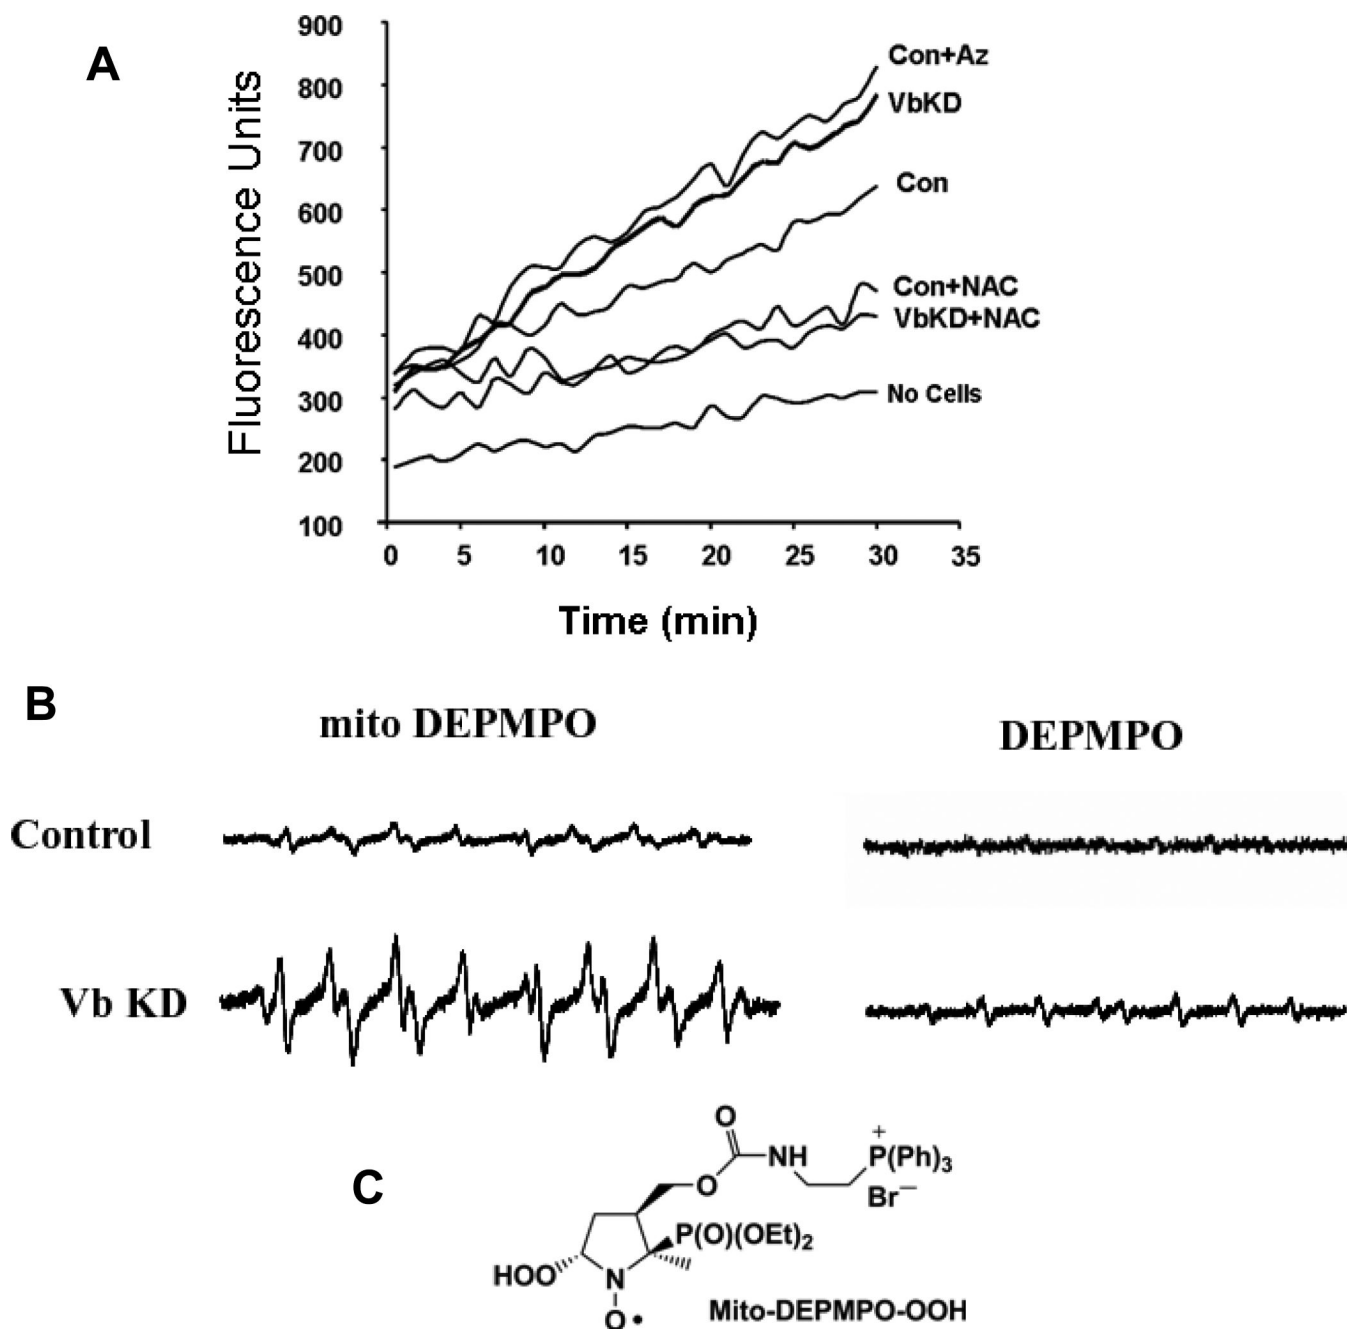 A
Fluorescence Units
900
800
700
600
500
400
300
200
100
Con+Az
VbKD
Con
Con+NAC
VbKD+NAC
No Cells
0 5 10 15 20 25 30 35
Time (min)
B
mito DEPMPO DEPMPO
Control
Vb KD
C
O
NH
+
P(Ph)3
Br−
O
P(O)(OEt)2
HOO
N
O•
Mito-DEPMPO-OOH